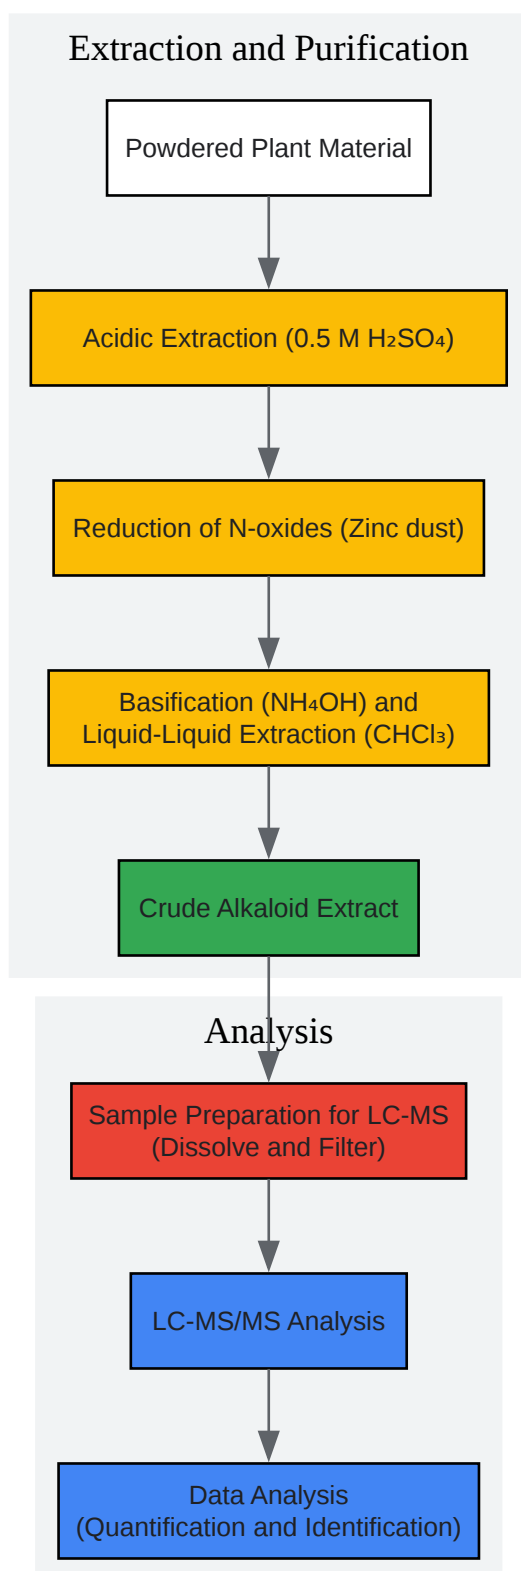 Extraction and Purification
Powdered Plant Material
Acidic Extraction (0.5 M H₂SO₄)
Reduction of N-oxides (Zinc dust)
Basification (NH₄OH) and
Liquid-Liquid Extraction (CHCl₃)
Crude Alkaloid Extract
Analysis
Sample Preparation for LC-MS
(Dissolve and Filter)
LC-MS/MS Analysis
Data Analysis
(Quantification and Identification)